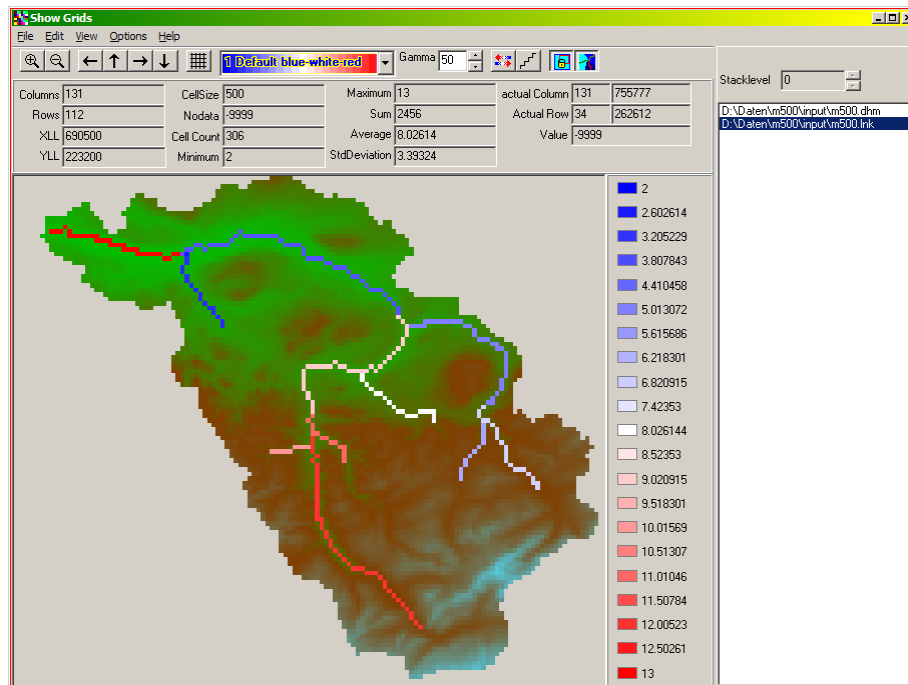 Show Grids
File Edit View Options Help
1 Default blue-white-red Gamma 50
Columns 131 CellSize 500 Maximum 13 actual Column 131 755777
Rows 112 Nodata -9999 Sum 2456 Actual Row 34 262612
XLL 690500 Cell Count 306 Average 8.02614 Value -9999
YLL 223200 Minimum 2 StdDeviation 3.39324
Stacklevel 0
D:\Daten\m500\input\m500.dhm
D:\Daten\m500\input\m500.lnk
2
2.602614
3.205229
3.807843
4.410458
5.013072
5.615686
6.218301
6.820915
7.42353
8.026144
8.52353
9.020915
9.518301
10.01569
10.51307
11.01046
11.50784
12.00523
12.50261
13